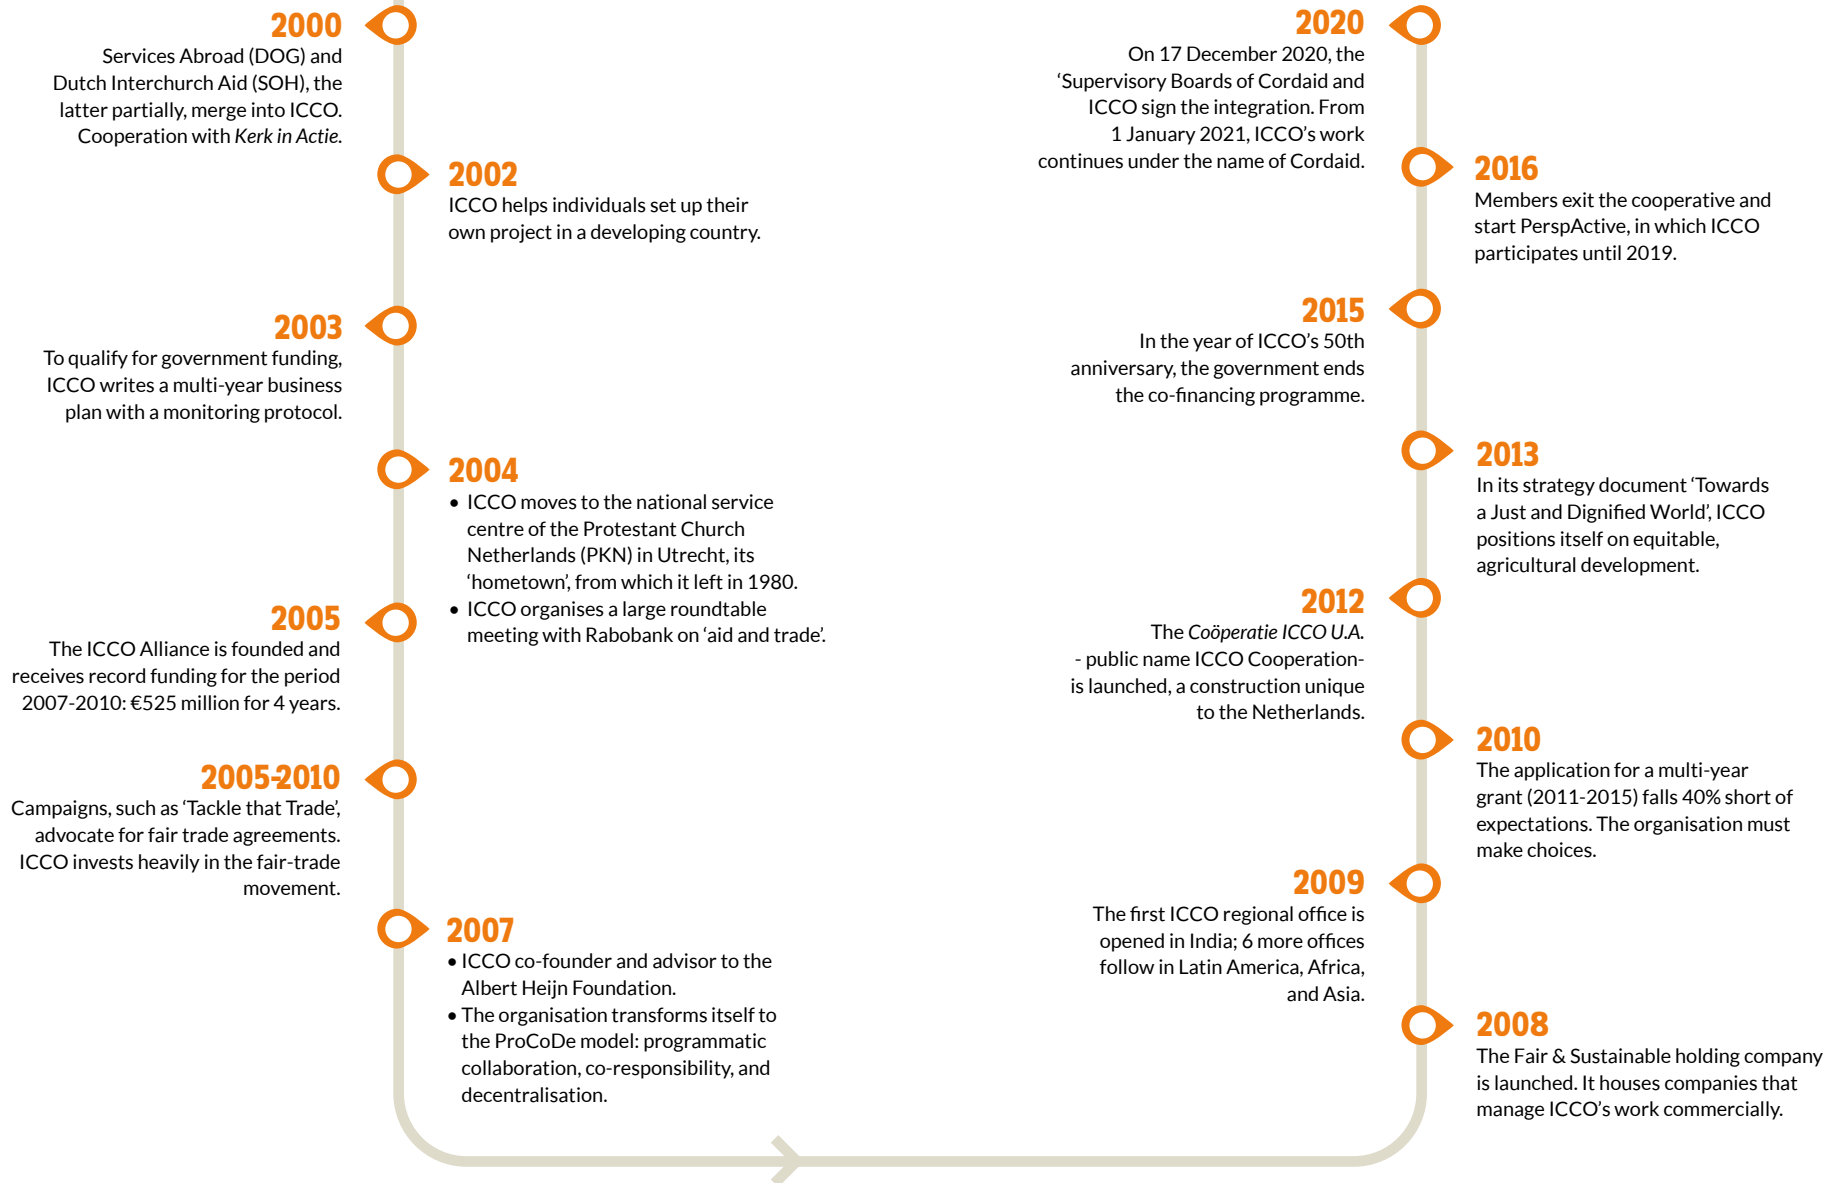 2000
Services Abroad (DOG) and
Dutch Interchurch Aid (SOH), the
latter partially, merge into ICCO.
Cooperation with Kerk in Actie.
2002
ICCO helps individuals set up their
own project in a developing country.
2003
To qualify for government funding,
ICCO writes a multi-year business
plan with a monitoring protocol.
2004
• ICCO moves to the national service
centre of the Protestant Church
Netherlands (PKN) in Utrecht, its
‘hometown’, from which it left in 1980.
• ICCO organises a large roundtable
meeting with Rabobank on ‘aid and trade’.
2005
The ICCO Alliance is founded and
receives record funding for the period
2007-2010: €525 million for 4 years.
2005-2010
Campaigns, such as ‘Tackle that Trade’,
advocate for fair trade agreements.
ICCO invests heavily in the fair-trade
movement.
2007
• ICCO co-founder and advisor to the
Albert Heijn Foundation.
• The organisation transforms itself to
the ProCoDe model: programmatic
collaboration, co-responsibility, and
decentralisation.
2008
The Fair & Sustainable holding company
is launched. It houses companies that
manage ICCO’s work commercially.
2009
The first ICCO regional office is
opened in India; 6 more offices
follow in Latin America, Africa,
and Asia.
2010
The application for a multi-year
grant (2011-2015) falls 40% short of
expectations. The organisation must
make choices.
2012
The Coöperatie ICCO U.A.
- public name ICCO Cooperation-
is launched, a construction unique
to the Netherlands.
2013
In its strategy document ‘Towards
a Just and Dignified World’, ICCO
positions itself on equitable,
agricultural development.
2015
In the year of ICCO’s 50th
anniversary, the government ends
the co-financing programme.
2016
Members exit the cooperative and
start PerspActive, in which ICCO
participates until 2019.
2020
On 17 December 2020, the
‘Supervisory Boards of Cordaid and
ICCO sign the integration. From
1 January 2021, ICCO’s work
continues under the name of Cordaid.